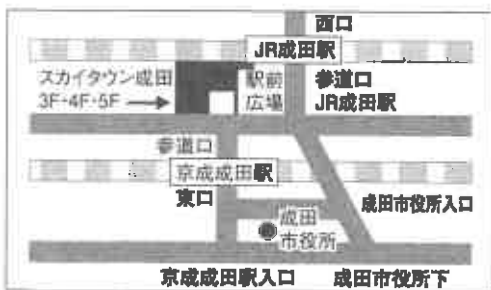 西口
JR成田駅
スカイタウン成田
3F・4F・5F
駅前
広場
参道口
JR成田駅
参道口
京成成田駅
東口
成田市役所入口
成田
市役所
京成成田駅入口
成田市役所下